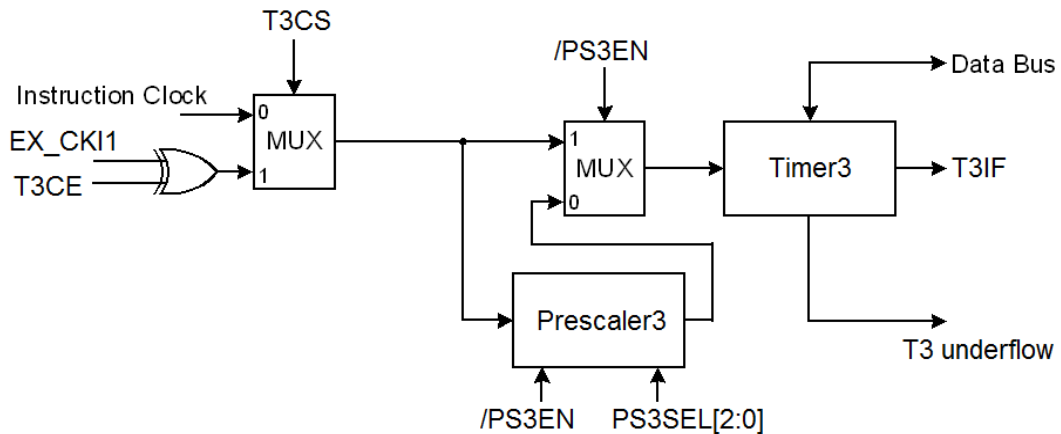 T3CS
/PS3EN
Instruction Clock
0
MUX
1
EX_CKI1
T3CE
1
MUX
0
Timer3
Data Bus
T3IF
T3 underflow
Prescaler3
/PS3EN
PS3SEL[2:0]